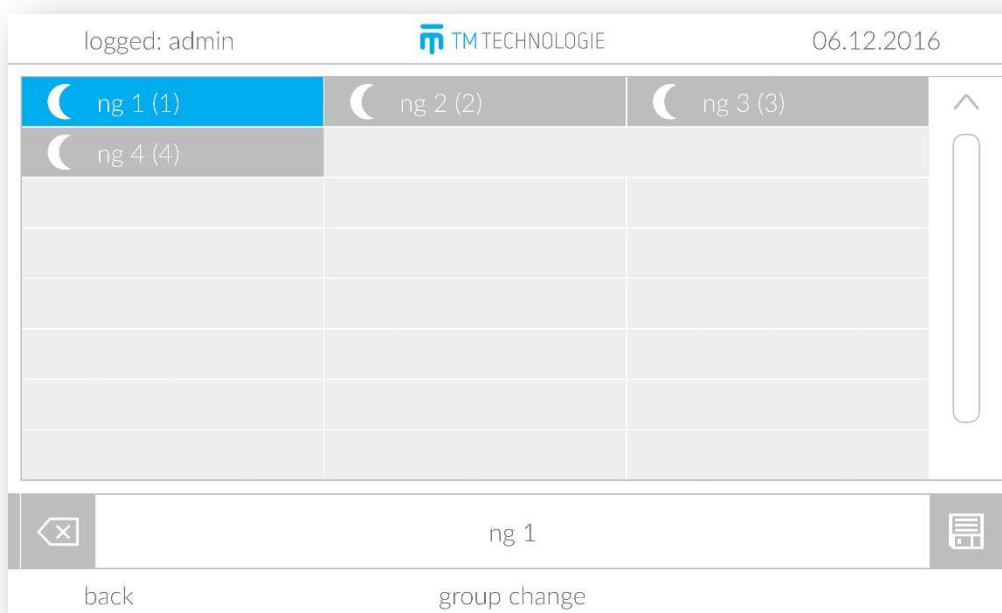 logged: admin TM TECHNOLOGIE 06.12.2016
ng 1 (1) ng 2 (2) ng 3 (3)
ng 4 (4)
ng 1
back group change